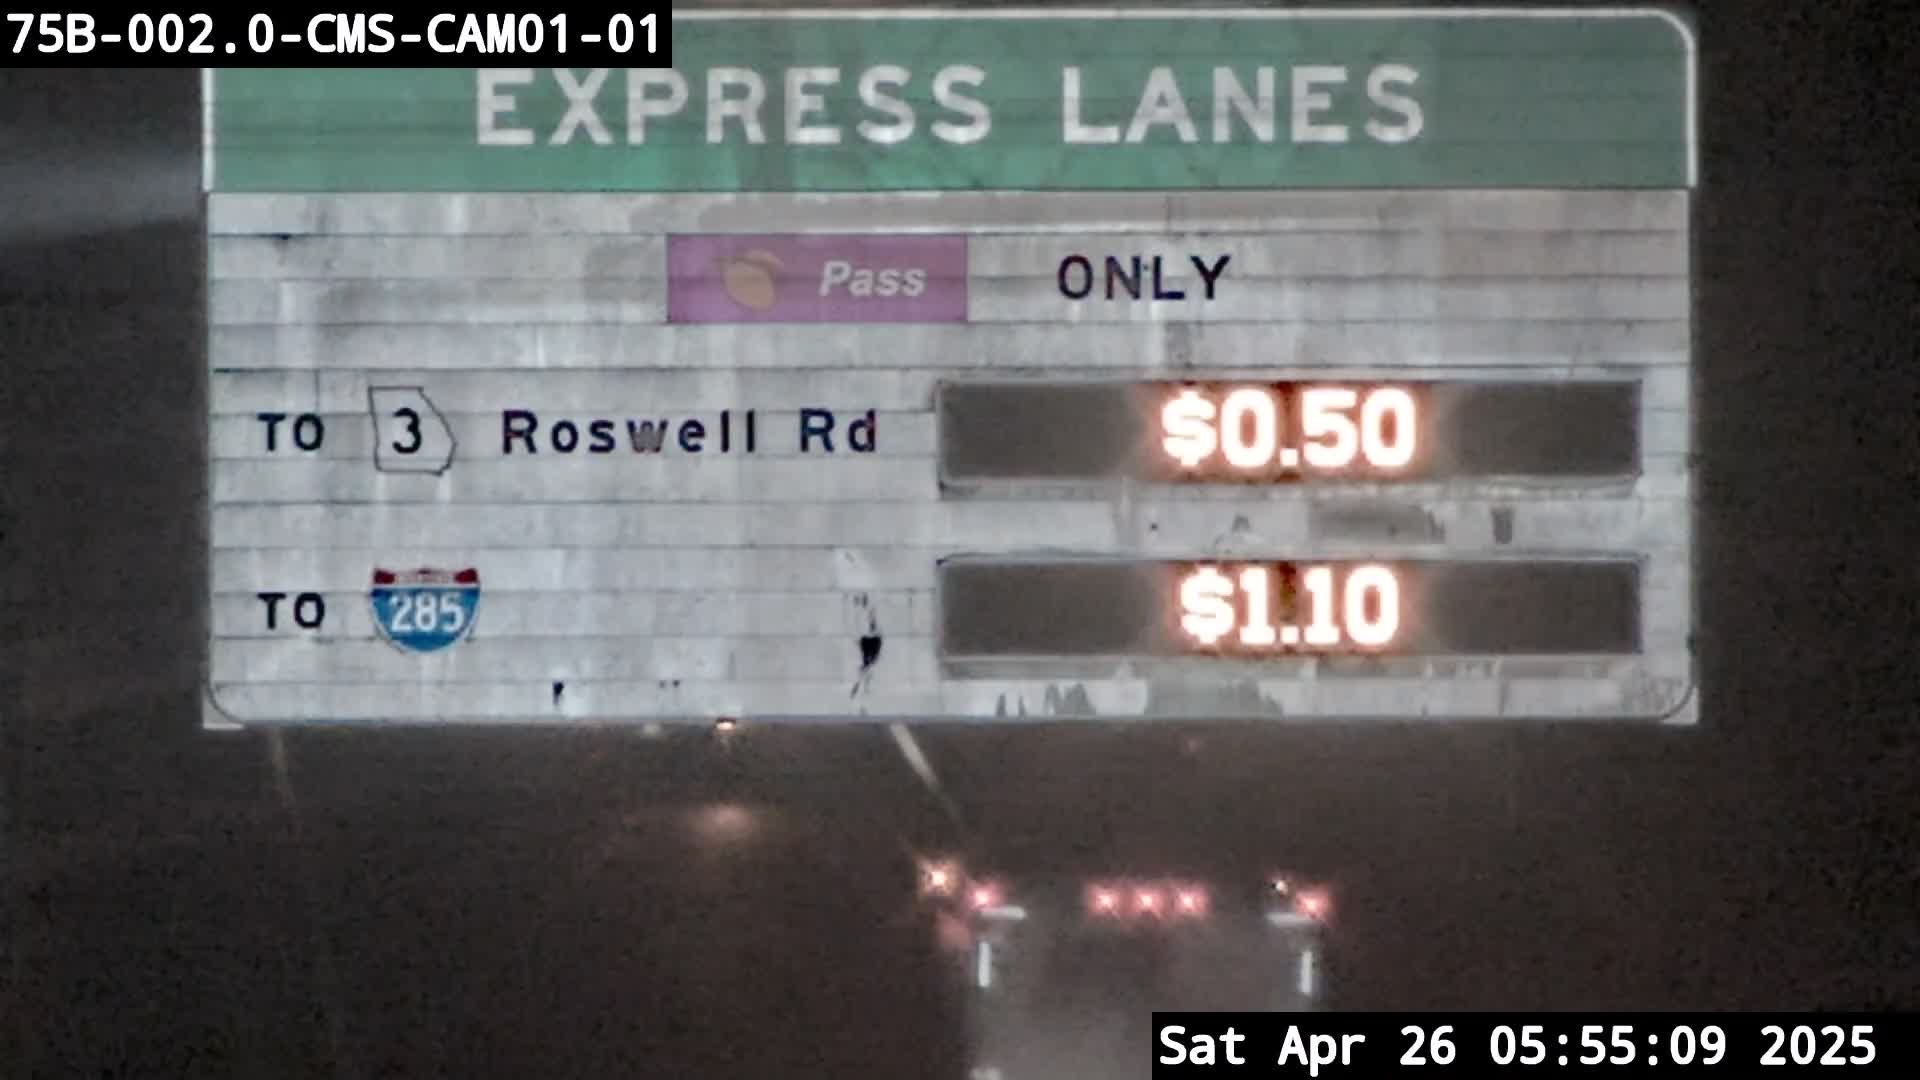 75B-002.0-CMS-CAM01-01
EXPRESS LANES
Pass ONLY
TO 3 Roswell Rd $0.50
TO 285 $1.10
Sat Apr 26 05:55:09 2025